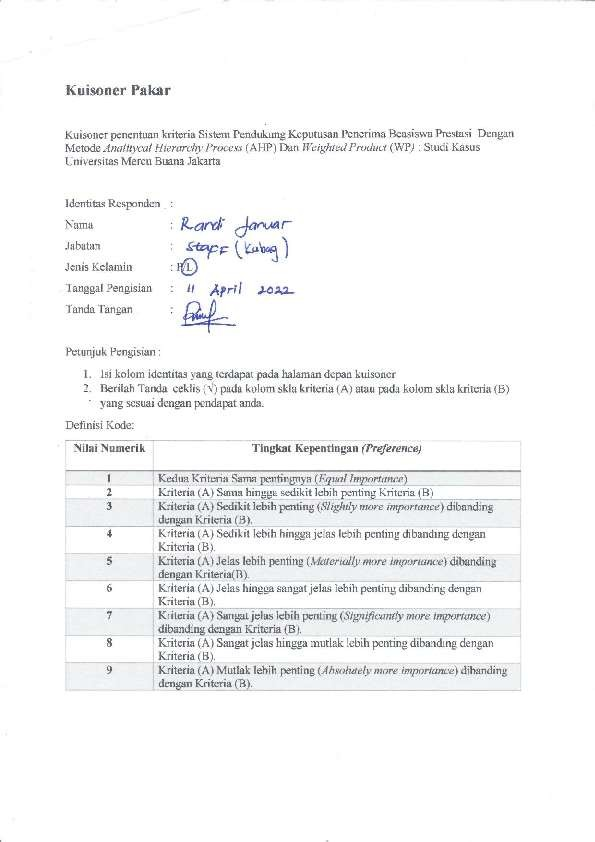 Kuisoner Pakar
Kuisoner penentuan kriteria Sistem Pendukung Keputusan Penerima Beasiswa Prestasi Dengan
Metode Analitycal Hierarchy Process (AHP) Dan Weighted Product (WP) : Studi Kasus
Universitas Mercu Buana Jakarta
Identitas Responden :
Nama : Randi Januar
Jabatan : Staff (Kubag)
Jenis Kelamin : P/L
Tanggal Pengisian : 11 April 2022
Tanda Tangan :
Petunjuk Pengisian :
1. Isi kolom identitas yang terdapat pada halaman depan kuisoner
2. Berilah Tanda ceklis (√) pada kolom skla kriteria (A) atau pada kolom skla kriteria (B)
yang sesuai dengan pendapat anda.
Definisi Kode:
Nilai Numerik Tingkat Kepentingan (Preference)
1 Kedua Kriteria Sama pentingnya (Equal Importance)
2 Kriteria (A) Sama hingga sedikit lebih penting Kriteria (B)
3 Kriteria (A) Sedikit lebih penting (Slightly more importance) dibanding
dengan Kriteria (B).
4 Kriteria (A) Sedikit lebih hingga jelas lebih penting dibanding dengan
Kriteria (B).
5 Kriteria (A) Jelas lebih penting (Materially more importance) dibanding
dengan Kriteria(B).
6 Kriteria (A) Jelas hingga sangat jelas lebih penting dibanding dengan
Kriteria (B).
7 Kriteria (A) Sangat jelas lebih penting (Significantly more importance)
dibanding dengan Kriteria (B).
8 Kriteria (A) Sangat jelas hingga mutlak lebih penting dibanding dengan
Kriteria (B).
9 Kriteria (A) Mutlak lebih penting (Absolutely more importance) dibanding
dengan Kriteria (B).